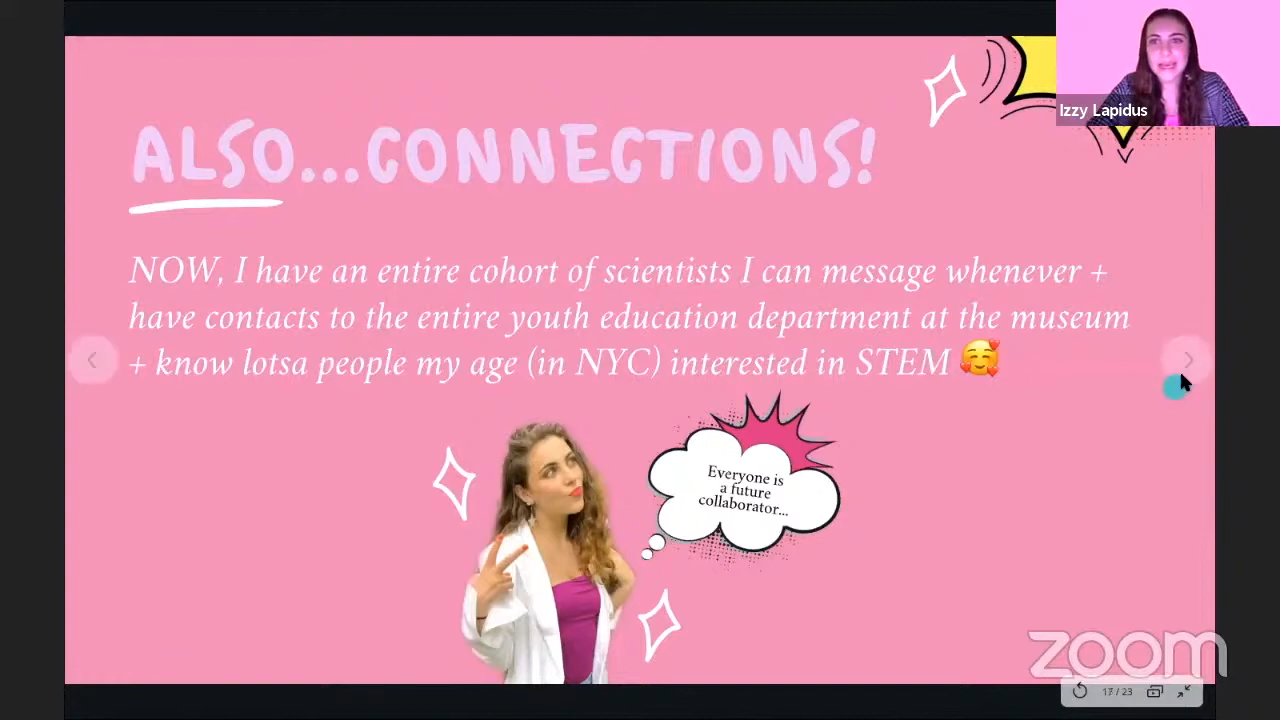 Izzy Lapidus
ALSO...CONNECTIONS!
NOW, I have an entire cohort of scientists I can message whenever +
have contacts to the entire youth education department at the museum
+ know lotsa people my age (in NYC) interested in STEM 🥰
Everyone is
a future
collaborator...
zoom
17/23